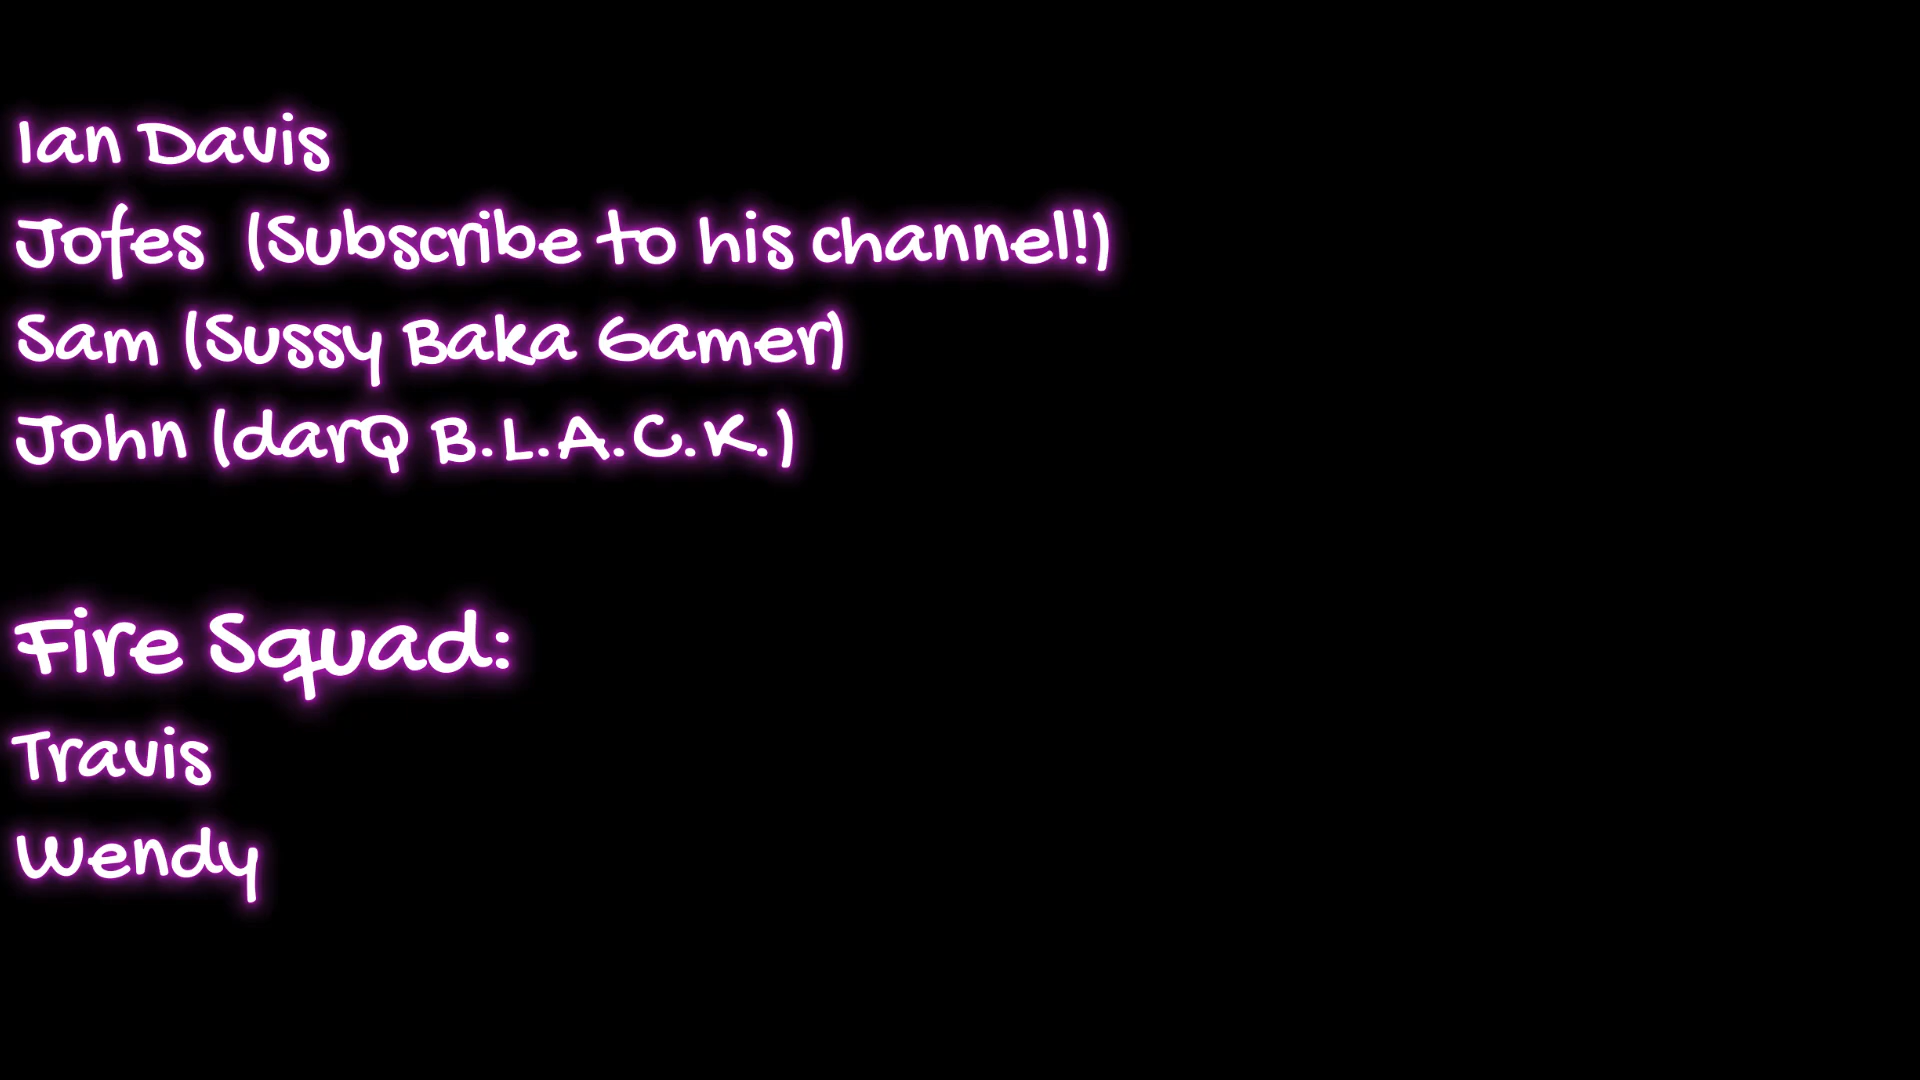 Ian Davis
Jofes  (Subscribe to his channel!)
Sam (Sussy Baka Gamer)
John (darQ B.L.A.C.K.)
Fire Squad:
Travis
Wendy